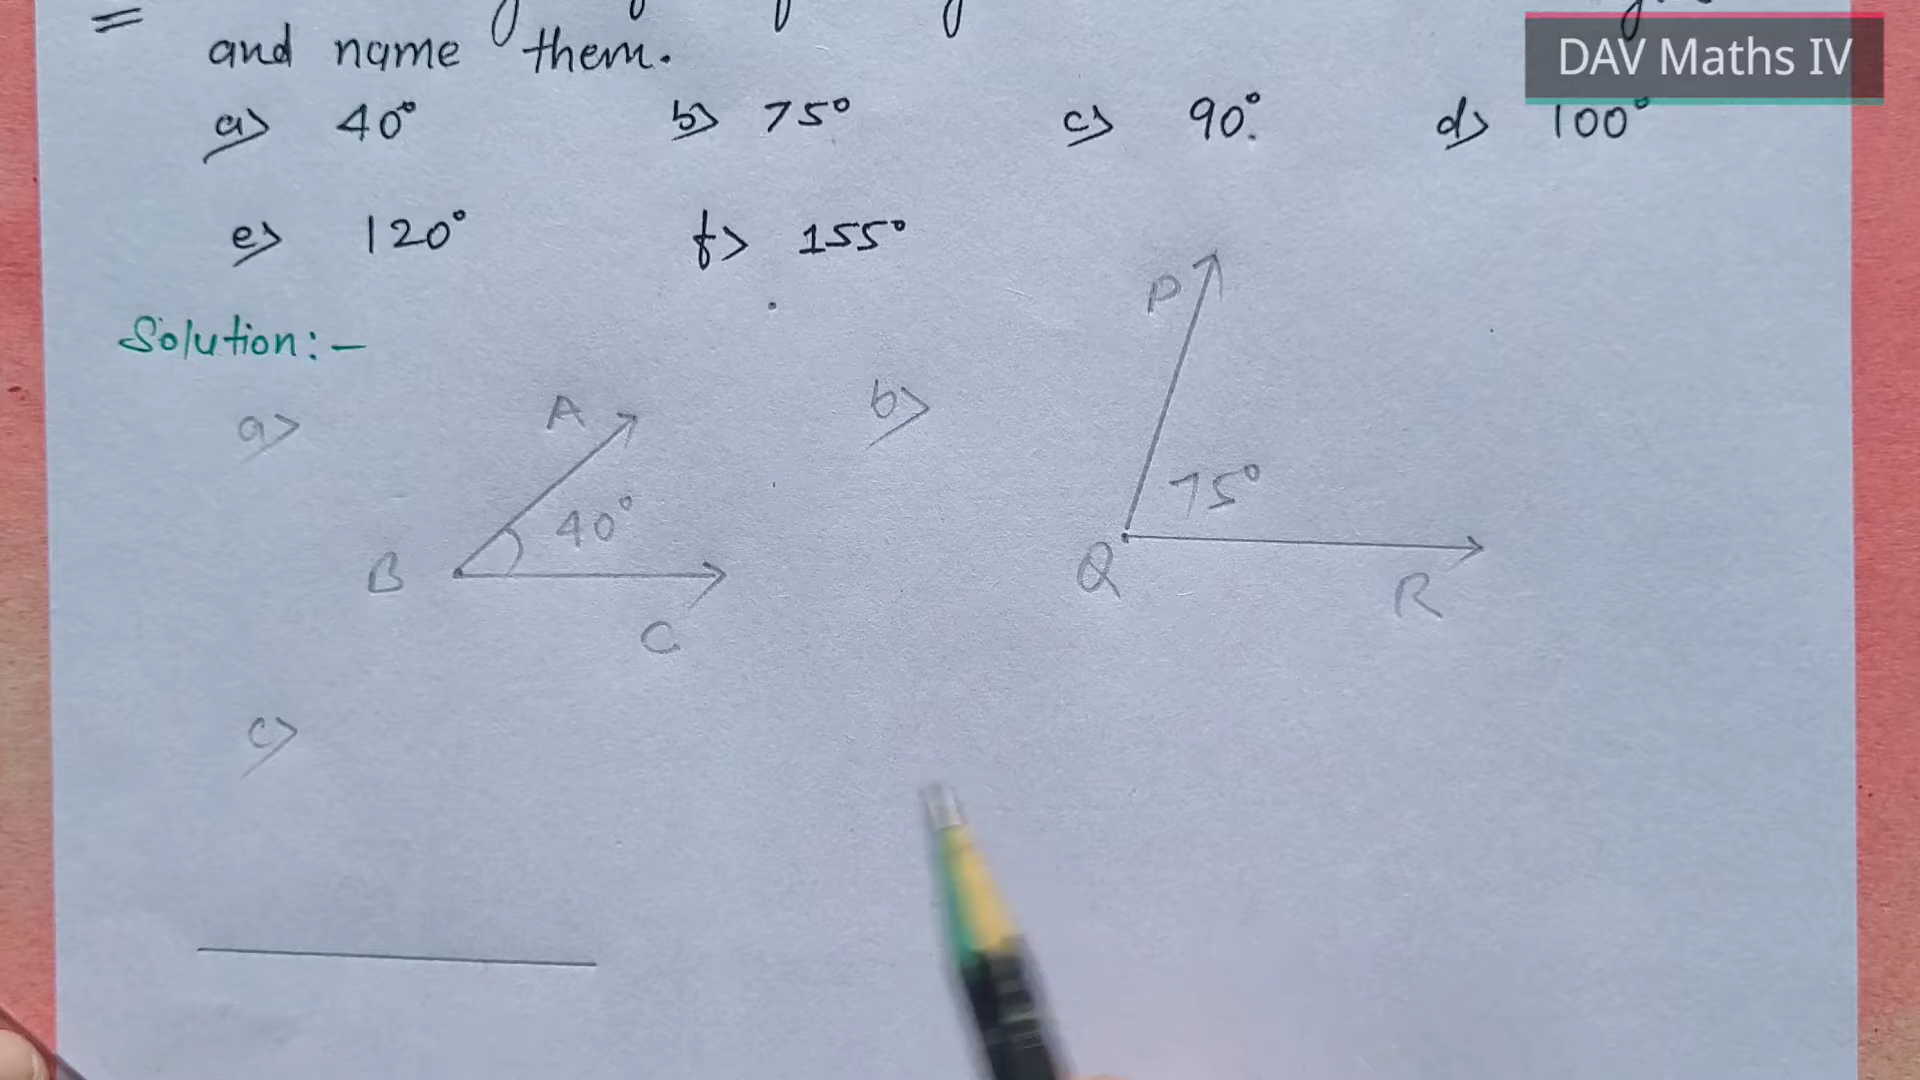 DAV Maths IV
and name them.
a> 40° b> 75° c> 90°. d> 100°
e> 120° f> 155°
Solution:-
a> A 40° B C
b> P 75° Q R
c>